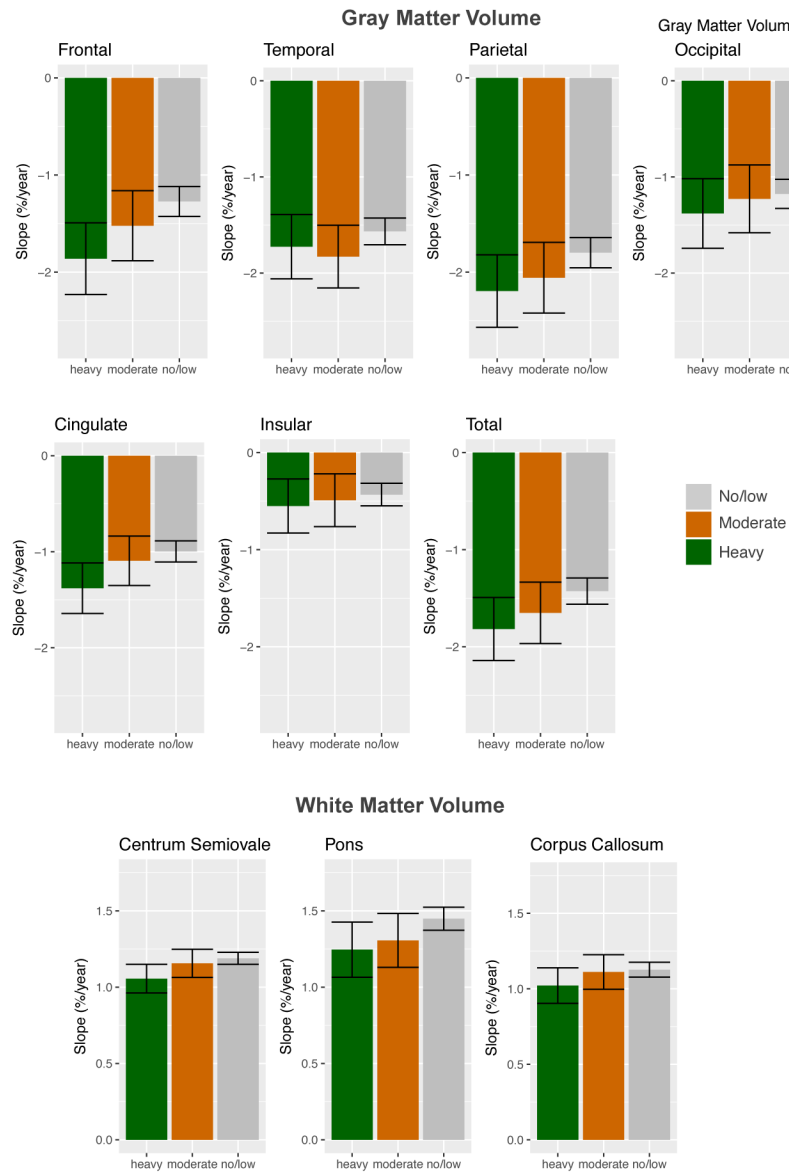 Gray Matter Volume
Gray Matter Volum
Frontal
Temporal
Parietal
Occipital
Slope (%/year)
0
−1
−2
heavy moderate no/low
Slope (%/year)
0
−1
−2
heavy moderate no/low
Slope (%/year)
0
−1
−2
heavy moderate no/low
Slope (%/year)
0
−1
−2
heavy moderate no
Cingulate
Insular
Total
Slope (%/year)
0
−1
−2
heavy moderate no/low
Slope (%/year)
0
−1
−2
heavy moderate no/low
Slope (%/year)
0
−1
−2
heavy moderate no/low
No/low
Moderate
Heavy
White Matter Volume
Centrum Semiovale
Pons
Corpus Callosum
Slope (%/year)
1.5
1.0
0.5
0.0
heavy moderate no/low
Slope (%/year)
1.5
1.0
0.5
0.0
heavy moderate no/low
Slope (%/year)
1.5
1.0
0.5
0.0
heavy moderate no/low